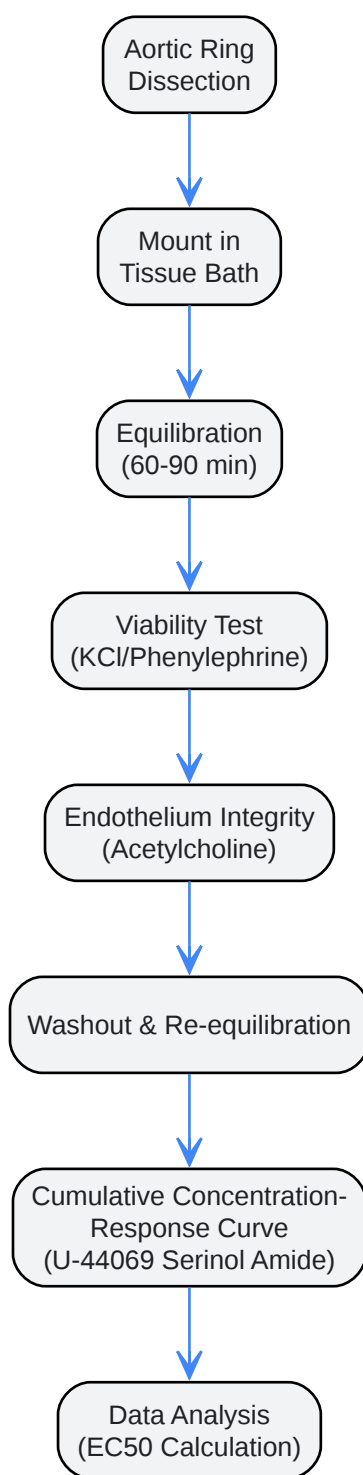 Aortic Ring
Dissection
Mount in
Tissue Bath
Equilibration
(60-90 min)
Viability Test
(KCl/Phenylephrine)
Endothelium Integrity
(Acetylcholine)
Washout & Re-equilibration
Cumulative Concentration-
Response Curve
(U-44069 Serinol Amide)
Data Analysis
(EC50 Calculation)